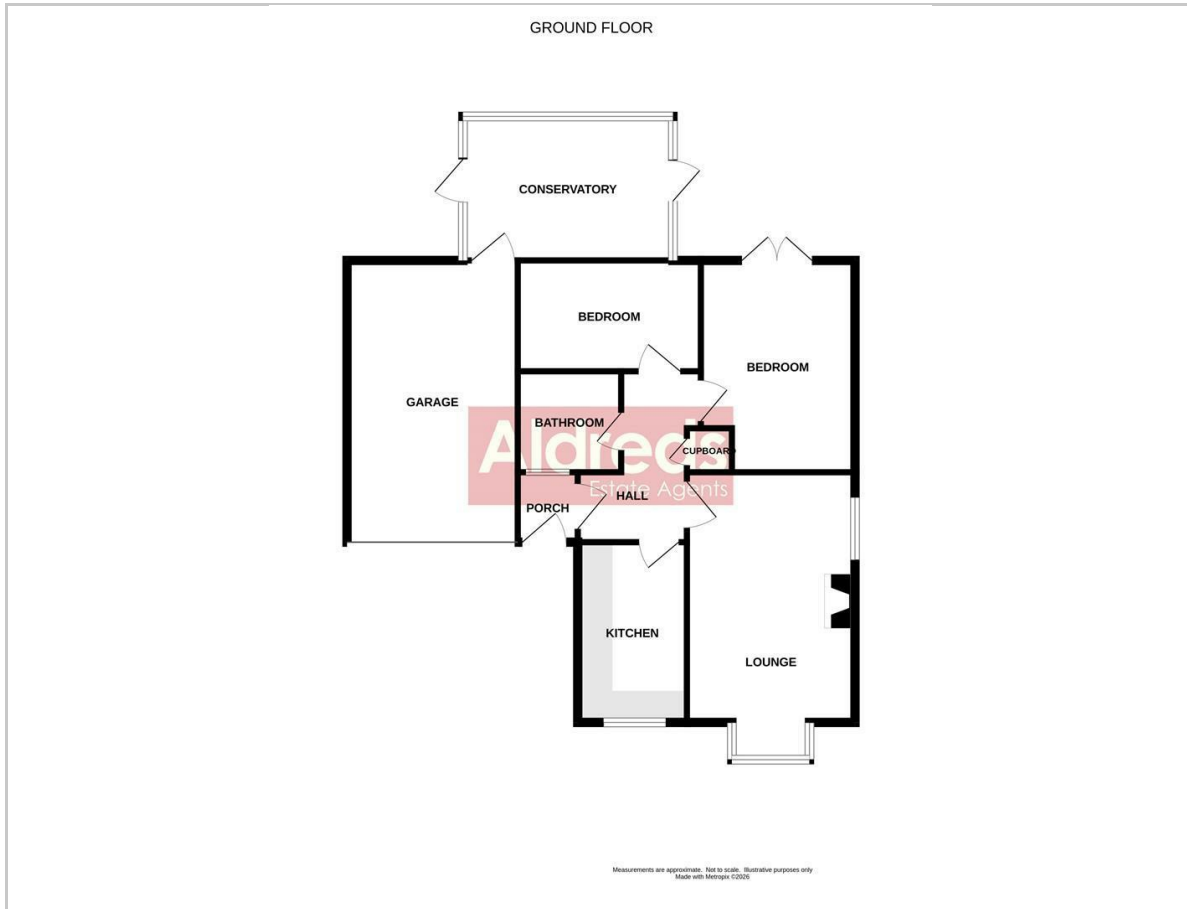 GROUND FLOOR
CONSERVATORY
BEDROOM
BEDROOM
GARAGE
BATHROOM
CUPBOARD
Aldreds
Estate Agents
HALL
PORCH
KITCHEN
LOUNGE
Measurements are approximate. Not to scale. Illustrative purposes only
Made with Metropix ©2026